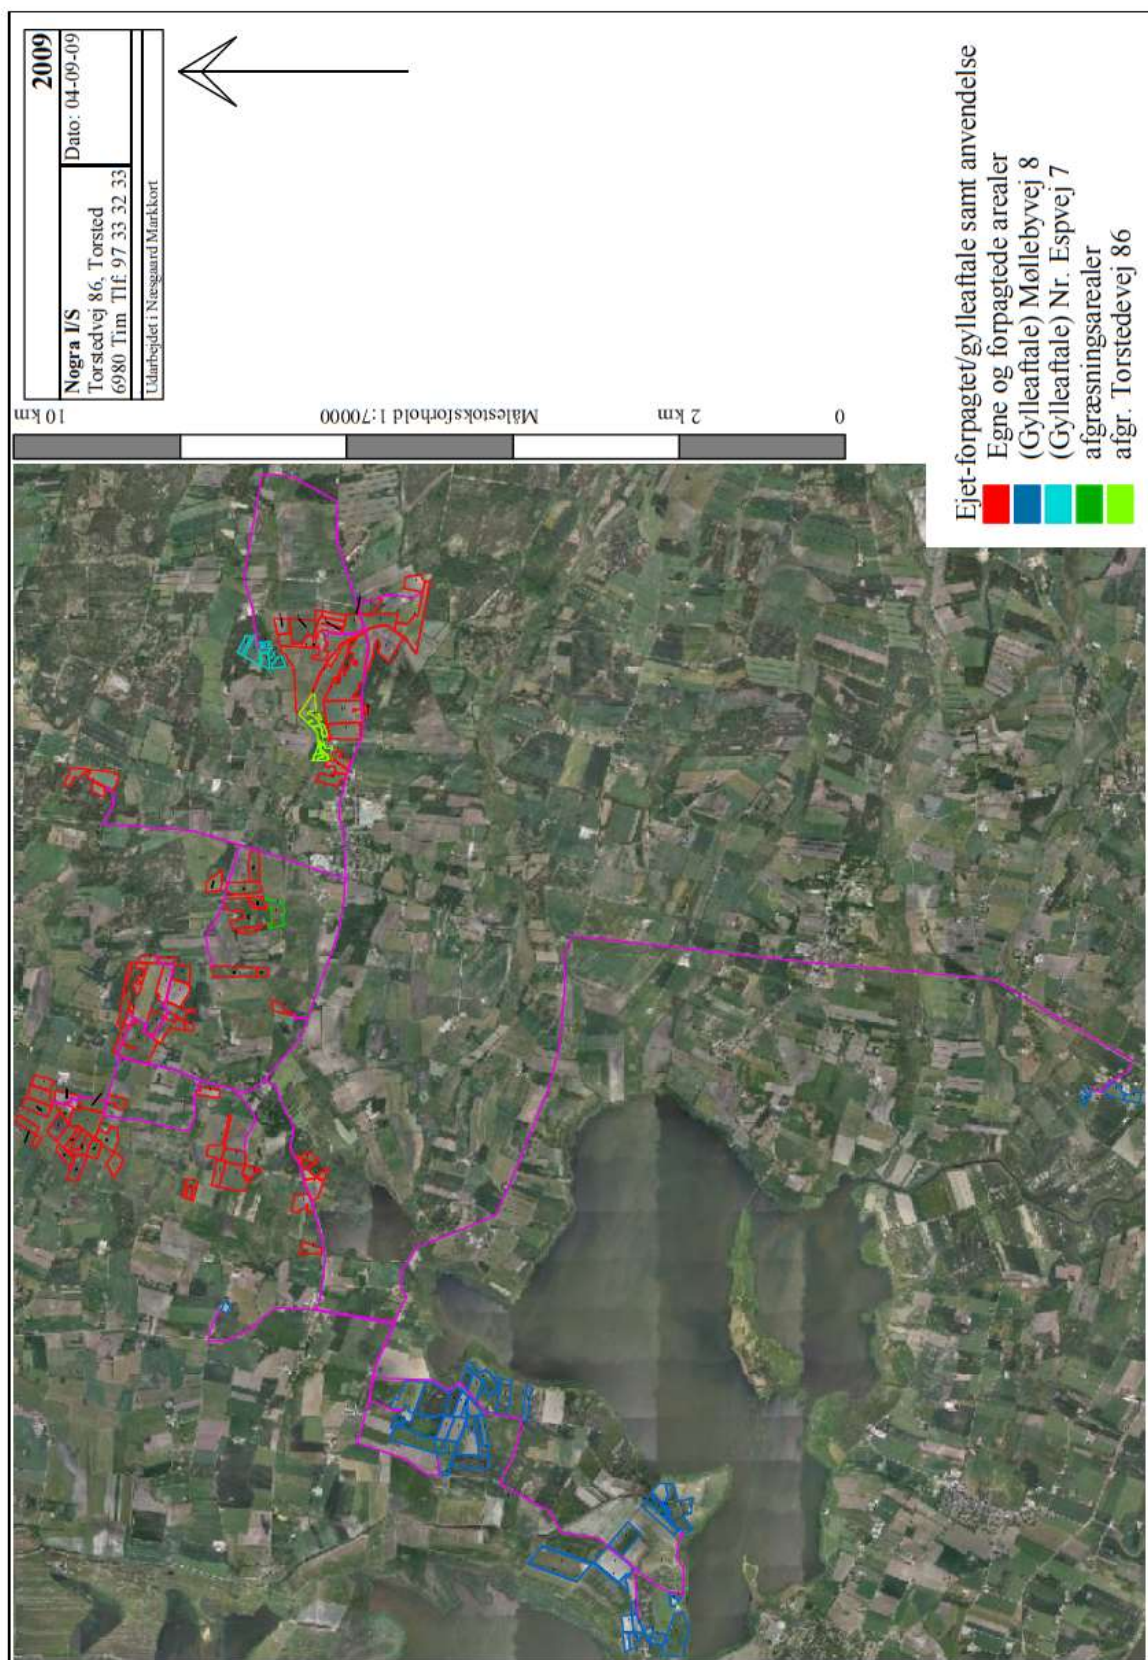 2009
Nogra I/S
Torstedvej 86, Torsted
6980 Tim Tlf: 97 33 32 33
Dato: 04-09-09
Udarbejdet i Næsgaard Markkort
10 km
Målestoksforhold 1:70000
2 km
0
Ejet-forpagtet/gylleaftale samt anvendelse
Egne og forpagtede arealer
(Gylleaftale) Møllebyvej 8
(Gylleaftale) Nr. Espvej 7
afgræsningsarealer
afgr. Torstedevej 86